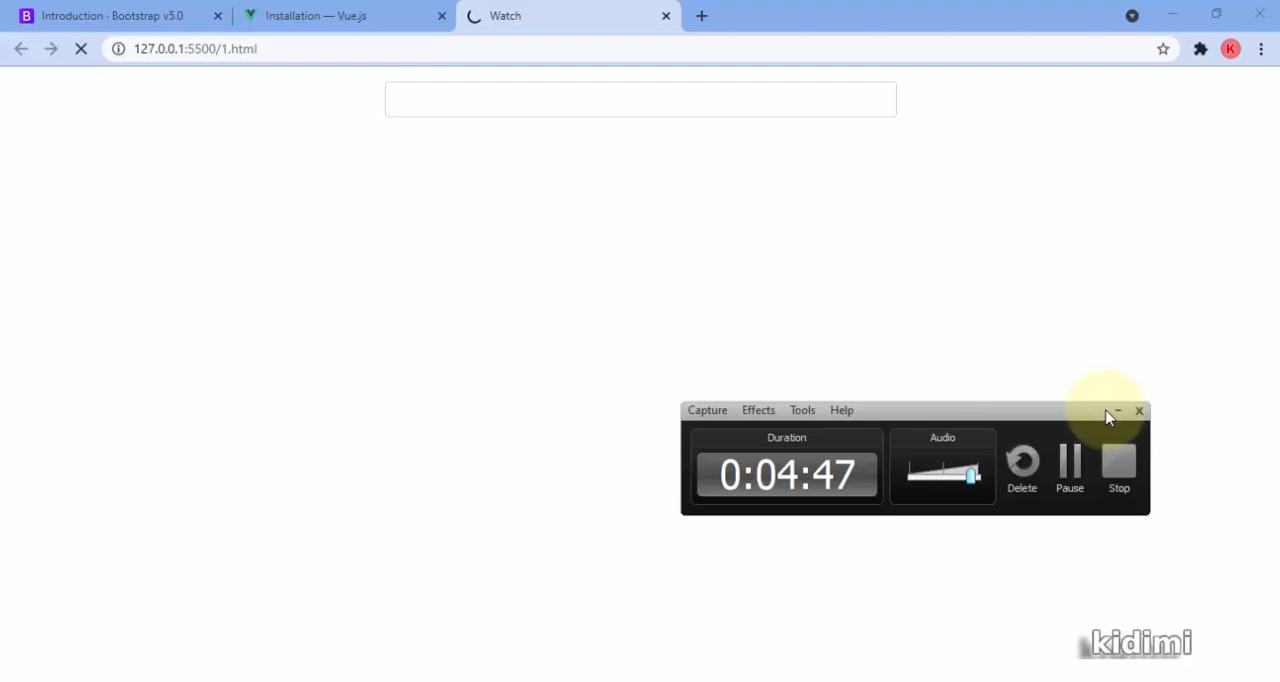 B Introduction · Bootstrap v5.0
Installation — Vue.js
Watch
127.0.0.1:5500/1.html
K
Capture Effects Tools Help
Duration
Audio
0:04:47
Delete Pause Stop
kidimi